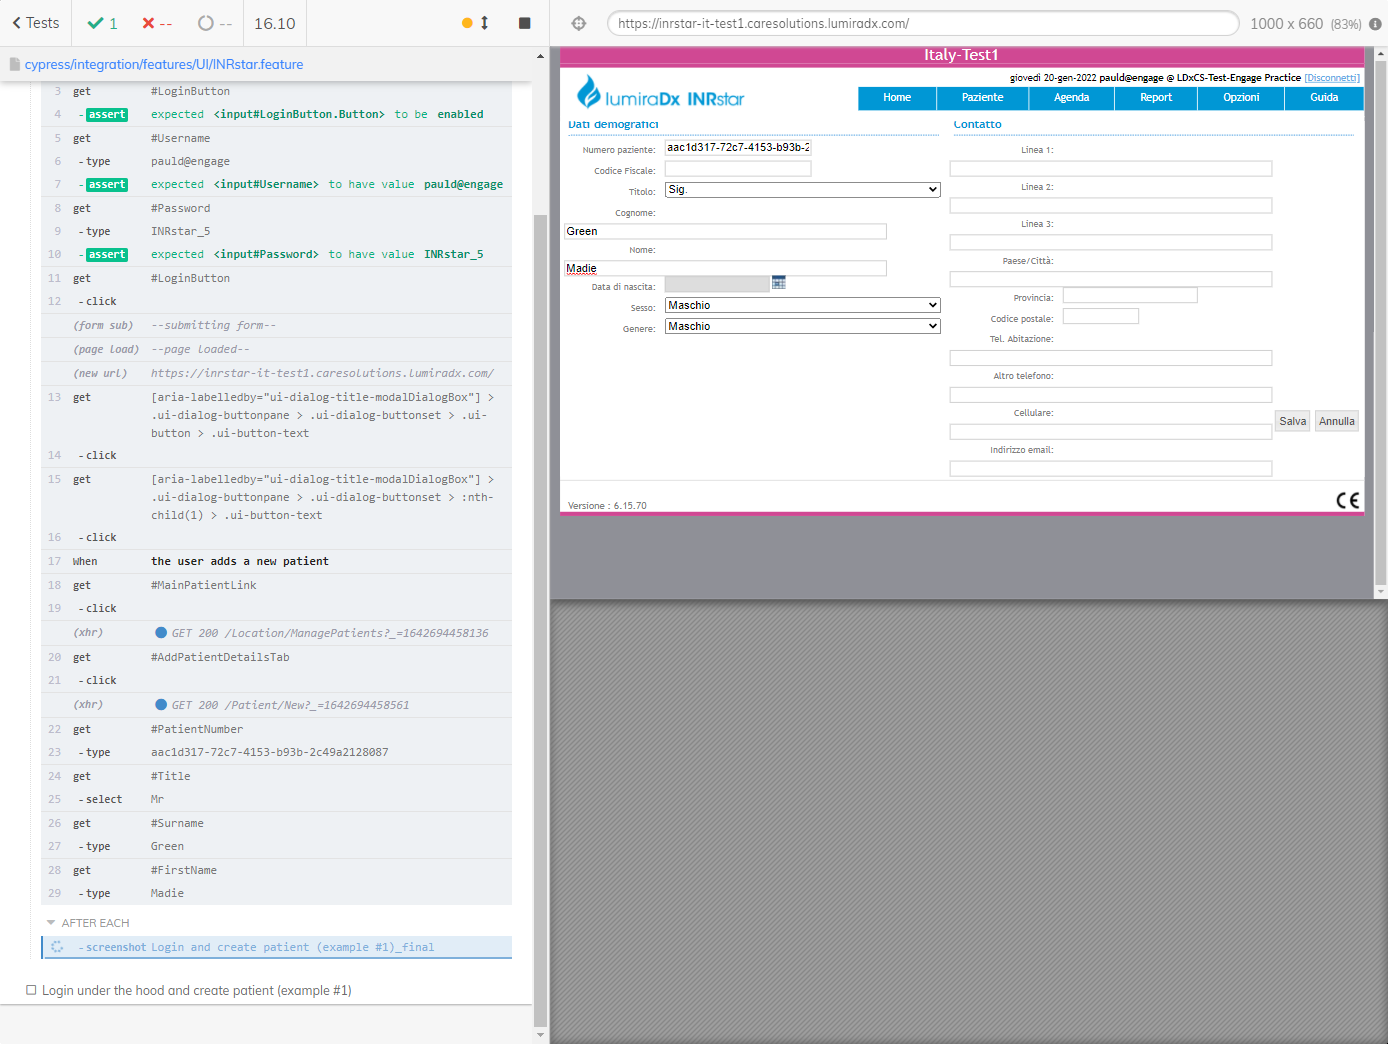 Tests
1
--
--
16.10
cypress/integration/features/UI/INRstar.feature
3 get #LoginButton
4 -assert expected <input#LoginButton.Button> to be enabled
5 get #Username
6 -type pauld@engage
7 -assert expected <input#Username> to have value pauld@engage
8 get #Password
9 -type INRstar_5
10 -assert expected <input#Password> to have value INRstar_5
11 get #LoginButton
12 -click
(form sub) --submitting form--
(page load) --page loaded--
(new url) https://inrstar-it-test1.caresolutions.lumiradx.com/
13 get [aria-labelledby="ui-dialog-title-modalDialogBox"] >
.ui-dialog-buttonpane > .ui-dialog-buttonset > .ui-
button > .ui-button-text
14 -click
15 get [aria-labelledby="ui-dialog-title-modalDialogBox"] >
.ui-dialog-buttonpane > .ui-dialog-buttonset > :nth-
child(1) > .ui-button-text
16 -click
17 When the user adds a new patient
18 get #MainPatientLink
19 -click
(xhr) GET 200 /Location/ManagePatients?_=1642694458136
20 get #AddPatientDetailsTab
21 -click
(xhr) GET 200 /Patient/New?_=1642694458561
22 get #PatientNumber
23 -type aac1d317-72c7-4153-b93b-2c49a2128087
24 get #Title
25 -select Mr
26 get #Surname
27 -type Green
28 get #FirstName
29 -type Madie
AFTER EACH
-screenshot Login and create patient (example #1)_final
Login under the hood and create patient (example #1)
https://inrstar-it-test1.caresolutions.lumiradx.com/
1000 x 660 (83%)
Italy-Test1
giovedì 20-gen-2022 pauld@engage @ LDxCS-Test-Engage Practice [Disconnetti]
lumiraDx INRstar
Home Paziente Agenda Report Opzioni Guida
Dati demografici
Numero paziente: aac1d317-72c7-4153-b93b-2
Codice Fiscale:
Titolo: Sig.
Cognome:
Green
Nome:
Madie
Data di nascita:
Sesso: Maschio
Genere: Maschio
Contatto
Linea 1:
Linea 2:
Linea 3:
Paese/Città:
Provincia:
Codice postale:
Tel. Abitazione:
Altro telefono:
Cellulare:
Indirizzo email:
Salva Annulla
Versione : 6.15.70
CE